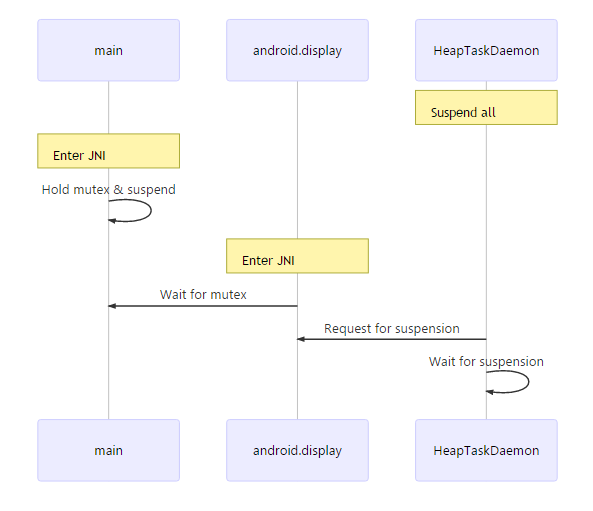 main
android.display
HeapTaskDaemon
Suspend all
Enter JNI
Hold mutex & suspend
Enter JNI
Wait for mutex
Request for suspension
Wait for suspension
main
android.display
HeapTaskDaemon